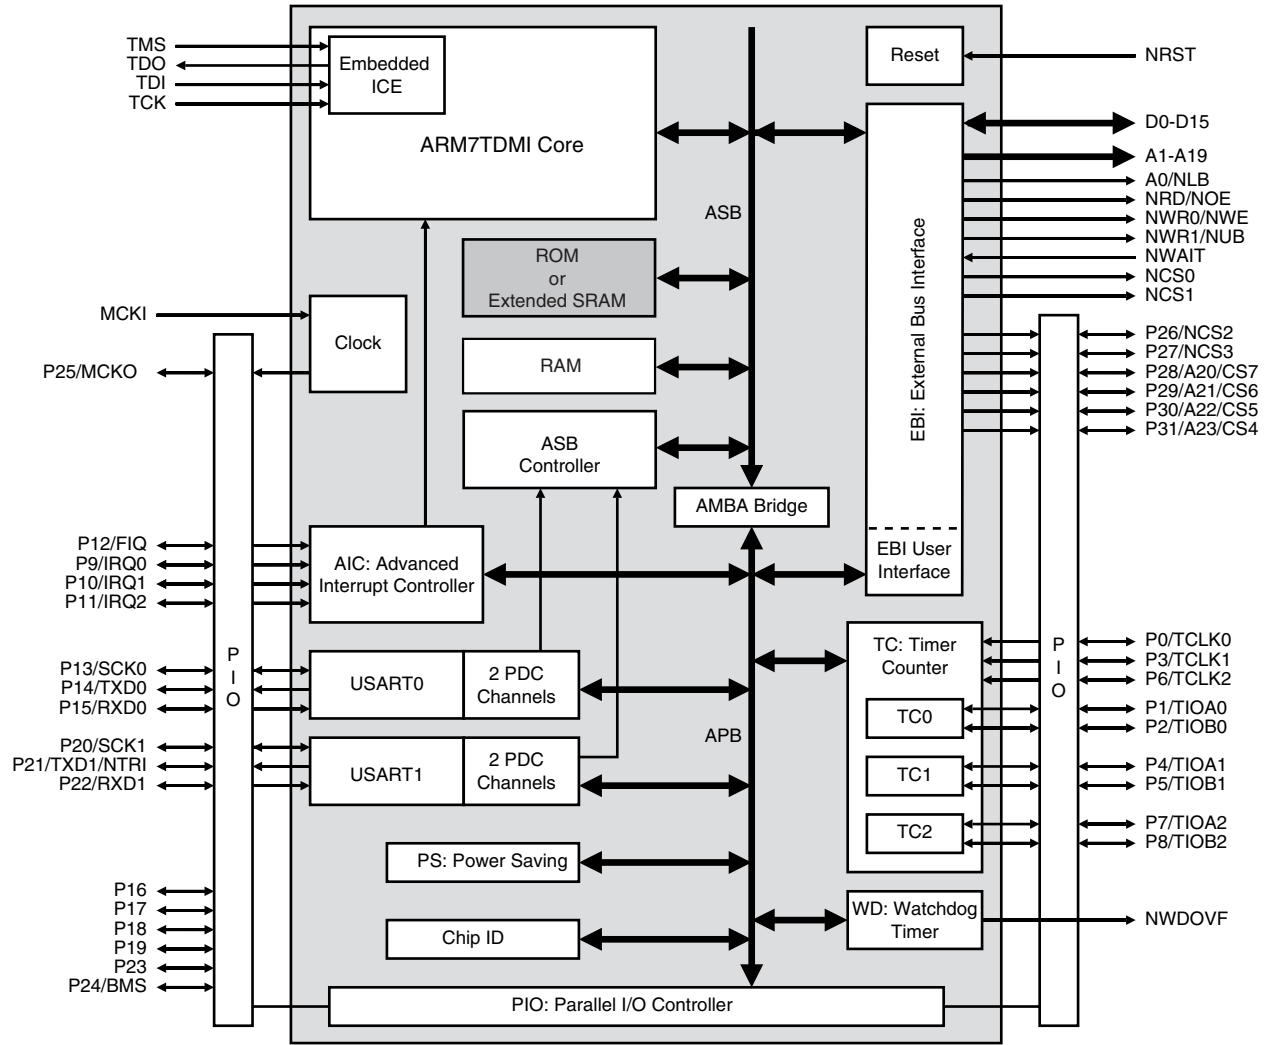 TMS
TDO
TDI
TCK
Embedded
ICE
ARM7TDMI Core
Reset
NRST
D0-D15
A1-A19
A0/NLB
NRD/NOE
NWR0/NWE
NWR1/NUB
NWAIT
NCS0
NCS1
ASB
ROM
or
Extended SRAM
EBI: External Bus Interface
MCKI
Clock
RAM
P25/MCKO
P26/NCS2
P27/NCS3
P28/A20/CS7
P29/A21/CS6
P30/A22/CS5
P31/A23/CS4
ASB
Controller
AMBA Bridge
EBI User
Interface
P12/FIQ
P9/IRQ0
P10/IRQ1
P11/IRQ2
AIC: Advanced
Interrupt Controller
P
I
O
P13/SCK0
P14/TXD0
P15/RXD0
USART0
2 PDC
Channels
P20/SCK1
P21/TXD1/NTRI
P22/RXD1
USART1
2 PDC
Channels
APB
TC: Timer
Counter
TC0
TC1
TC2
P
I
O
P0/TCLK0
P3/TCLK1
P6/TCLK2
P1/TIOA0
P2/TIOB0
P4/TIOA1
P5/TIOB1
P7/TIOA2
P8/TIOB2
PS: Power Saving
P16
P17
P18
P19
P23
P24/BMS
Chip ID
WD: Watchdog
Timer
NWDOVF
PIO: Parallel I/O Controller